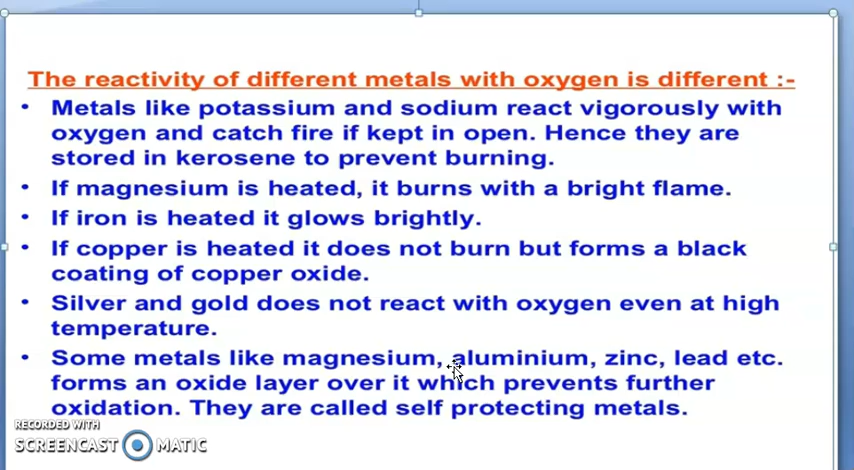 The reactivity of different metals with oxygen is different :-
• Metals like potassium and sodium react vigorously with
oxygen and catch fire if kept in open. Hence they are
stored in kerosene to prevent burning.
• If magnesium is heated, it burns with a bright flame.
• If iron is heated it glows brightly.
• If copper is heated it does not burn but forms a black
coating of copper oxide.
• Silver and gold does not react with oxygen even at high
temperature.
• Some metals like magnesium, aluminium, zinc, lead etc.
forms an oxide layer over it which prevents further
oxidation. They are called self protecting metals.
RECORDED WITH
SCREENCAST MATIC